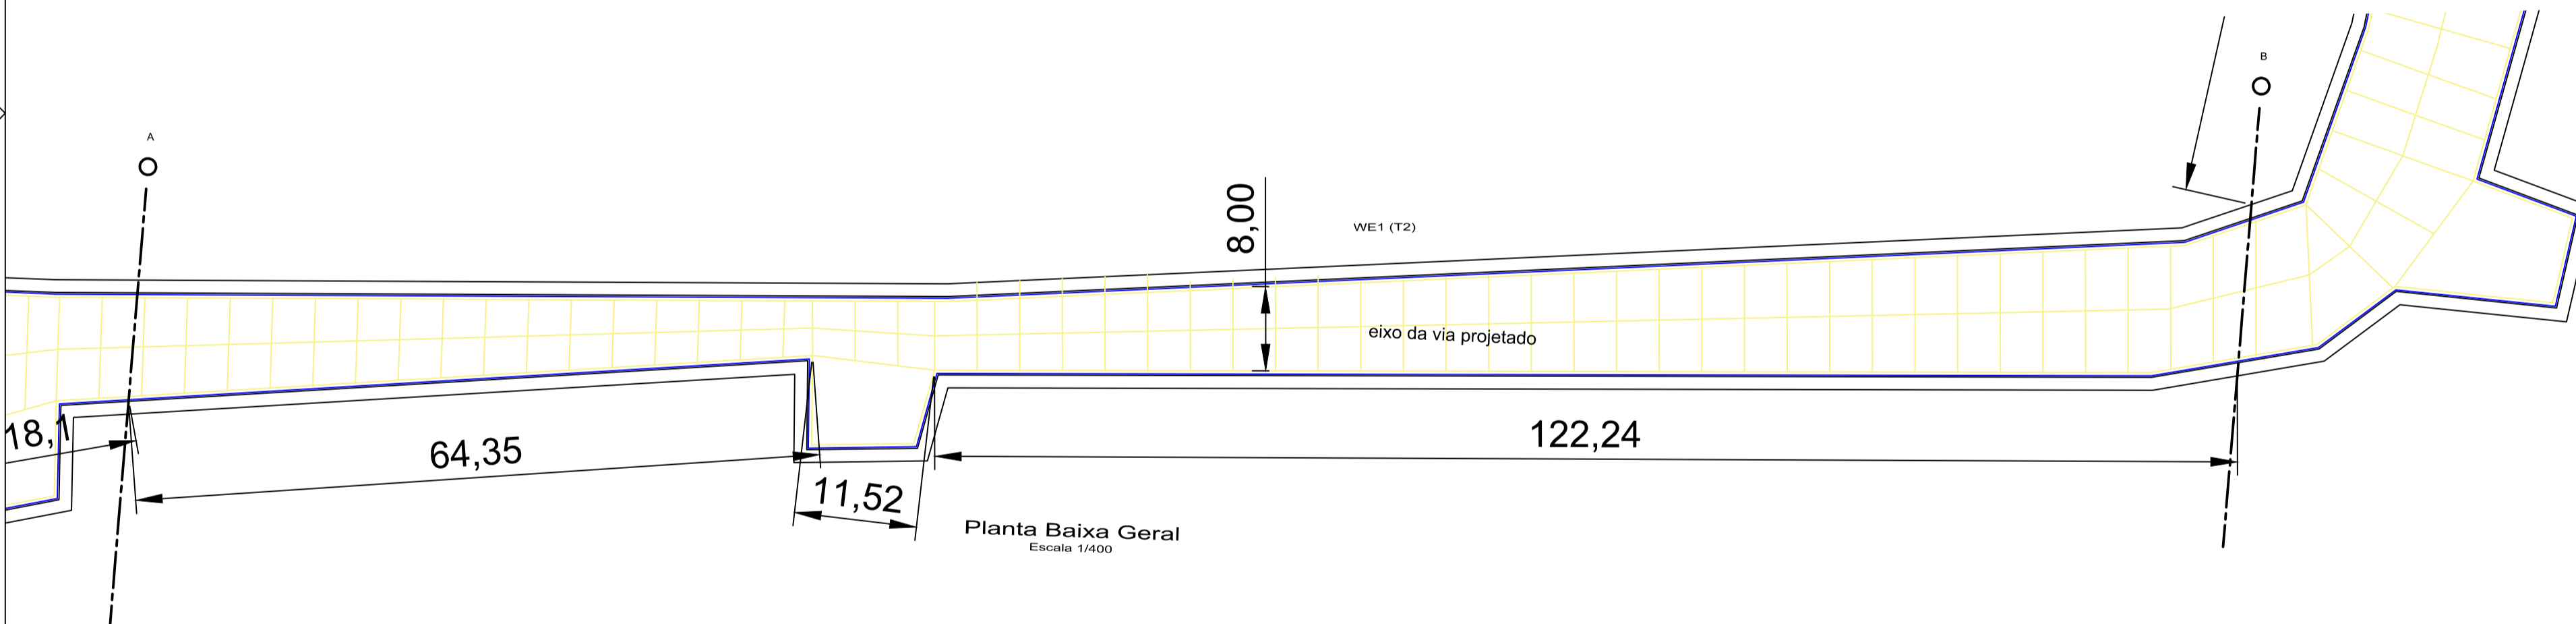 B
A
8,00
WE1 (T2)
eixo da via projetado
18,1
64,35
122,24
11,52
Planta Baixa Geral
Escala 1/400